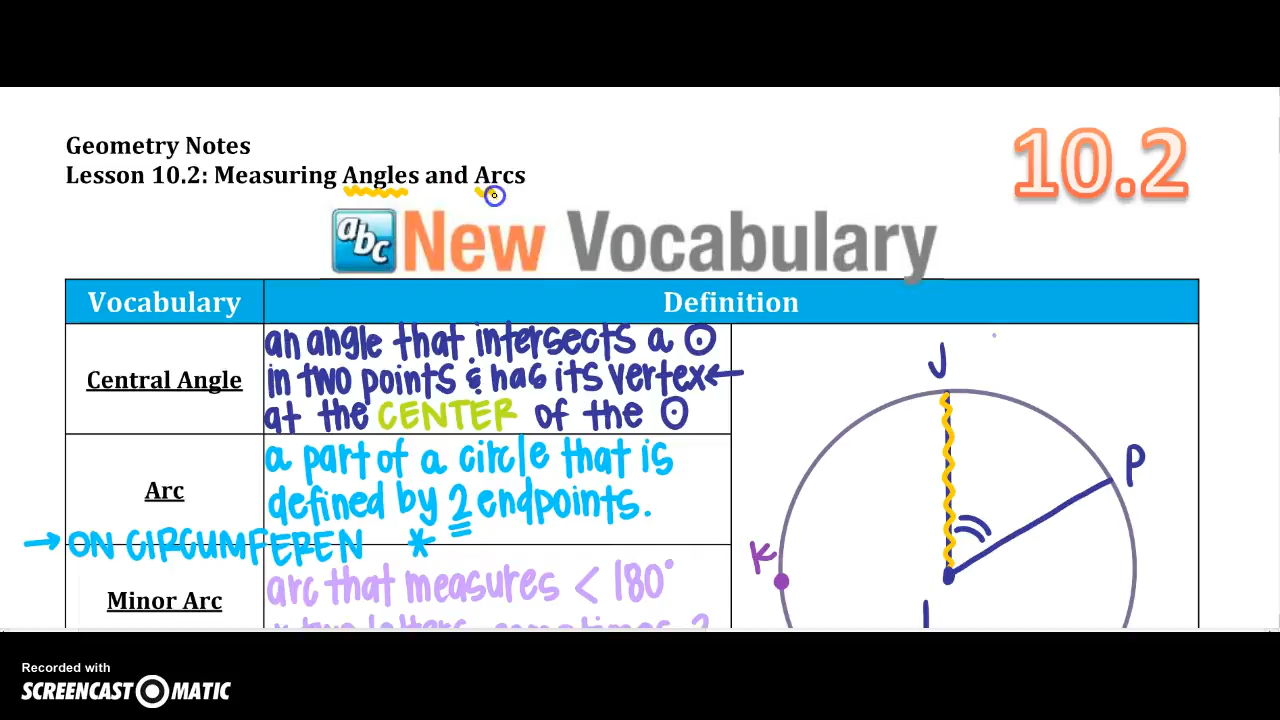 Geometry Notes
Lesson 10.2: Measuring Angles and Arcs
10.2
abc New Vocabulary
Vocabulary Definition
Central Angle
an angle that intersects a ⊙
in two points & has its vertex←
at the CENTER of the ⊙
Arc
a part of a circle that is
defined by 2 endpoints.
→ ON CIRCUMFEREN *
Minor Arc
arc that measures < 180°
J
P
K
Recorded with
SCREENCAST MATIC